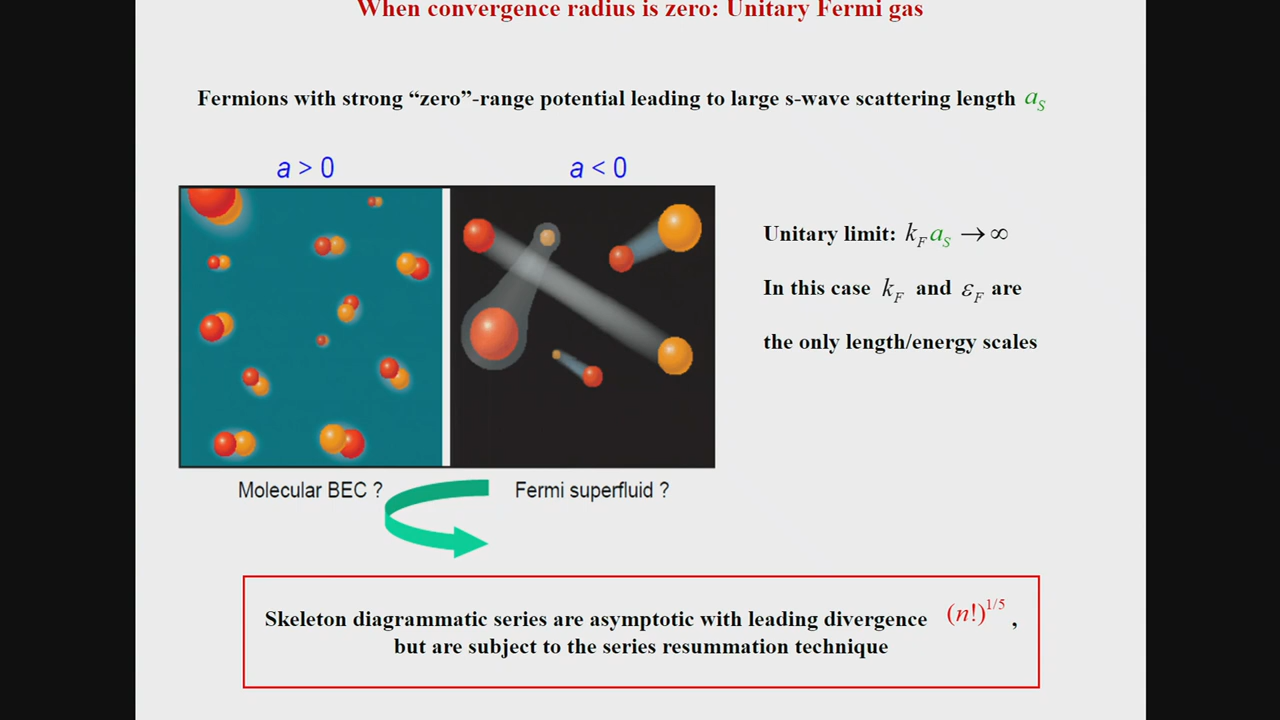 When convergence radius is zero: Unitary Fermi gas
Fermions with strong “zero”-range potential leading to large s-wave scattering length a_S
a > 0
a < 0
Unitary limit: k_F a_S → ∞
In this case k_F and ε_F are
the only length/energy scales
Molecular BEC ?
Fermi superfluid ?
Skeleton diagrammatic series are asymptotic with leading divergence (n!)^{1/5} ,
but are subject to the series resummation technique